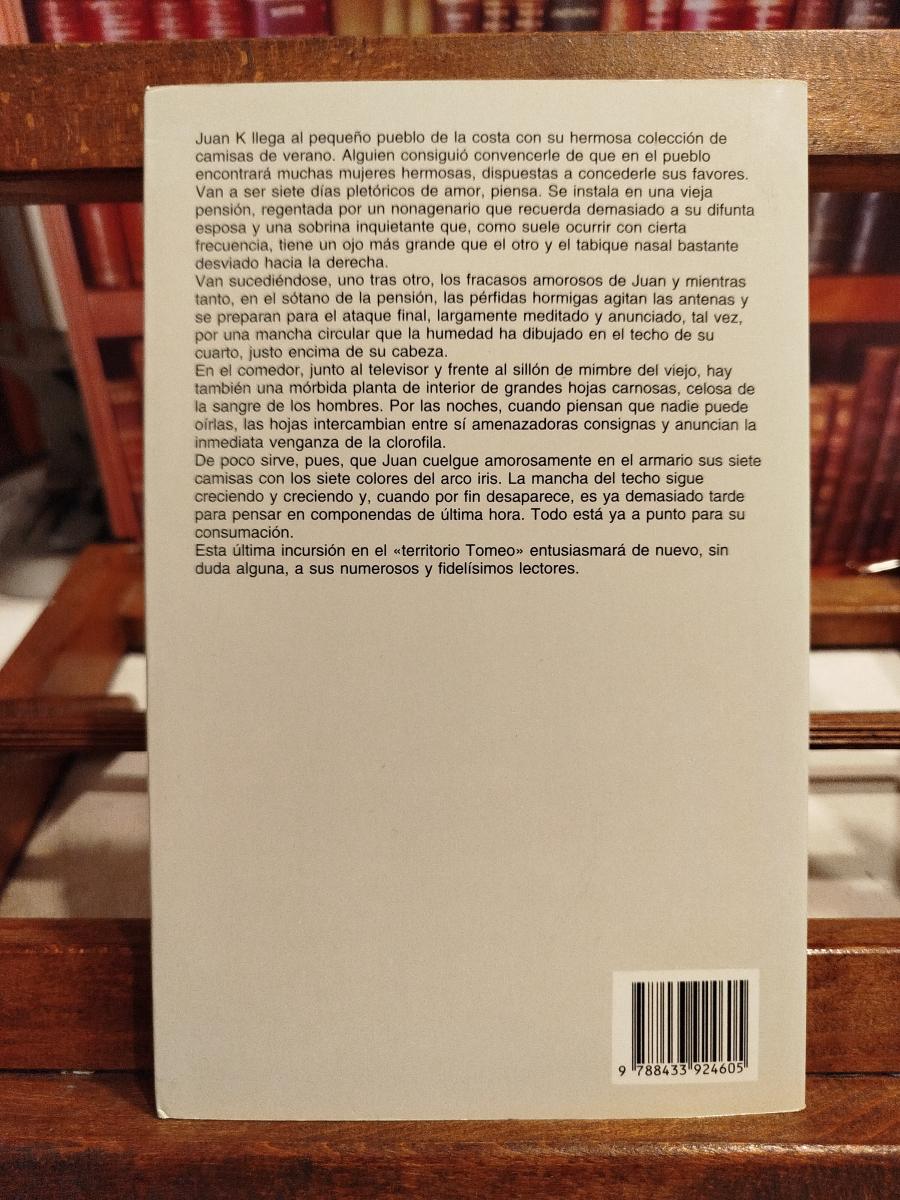 Juan K llega al pequeño pueblo de la costa con su hermosa colección de
camisas de verano. Alguien consiguió convencerle de que en el pueblo
encontrará muchas mujeres hermosas, dispuestas a concederle sus favores.
Van a ser siete días pletóricos de amor, piensa. Se instala en una vieja
pensión, regentada por un nonagenario que recuerda demasiado a su difunta
esposa y una sobrina inquietante que, como suele ocurrir con cierta
frecuencia, tiene un ojo más grande que el otro y el tabique nasal bastante
desviado hacia la derecha.
Van sucediéndose, uno tras otro, los fracasos amorosos de Juan y mientras
tanto, en el sótano de la pensión, las pérfidas hormigas agitan las antenas y
se preparan para el ataque final, largamente meditado y anunciado, tal vez,
por una mancha circular que la humedad ha dibujado en el techo de su
cuarto, justo encima de su cabeza.
En el comedor, junto al televisor y frente al sillón de mimbre del viejo, hay
también una mórbida planta de interior de grandes hojas carnosas, celosa de
la sangre de los hombres. Por las noches, cuando piensan que nadie puede
oírlas, las hojas intercambian entre sí amenazadoras consignas y anuncian la
inmediata venganza de la clorofila.
De poco sirve, pues, que Juan cuelgue amorosamente en el armario sus siete
camisas con los siete colores del arco iris. La mancha del techo sigue
creciendo y creciendo y, cuando por fin desaparece, es ya demasiado tarde
para pensar en componendas de última hora. Todo está ya a punto para su
consumación.
Esta última incursión en el «territorio Tomeo» entusiasmará de nuevo, sin
duda alguna, a sus numerosos y fidelísimos lectores.
9 788433 924605